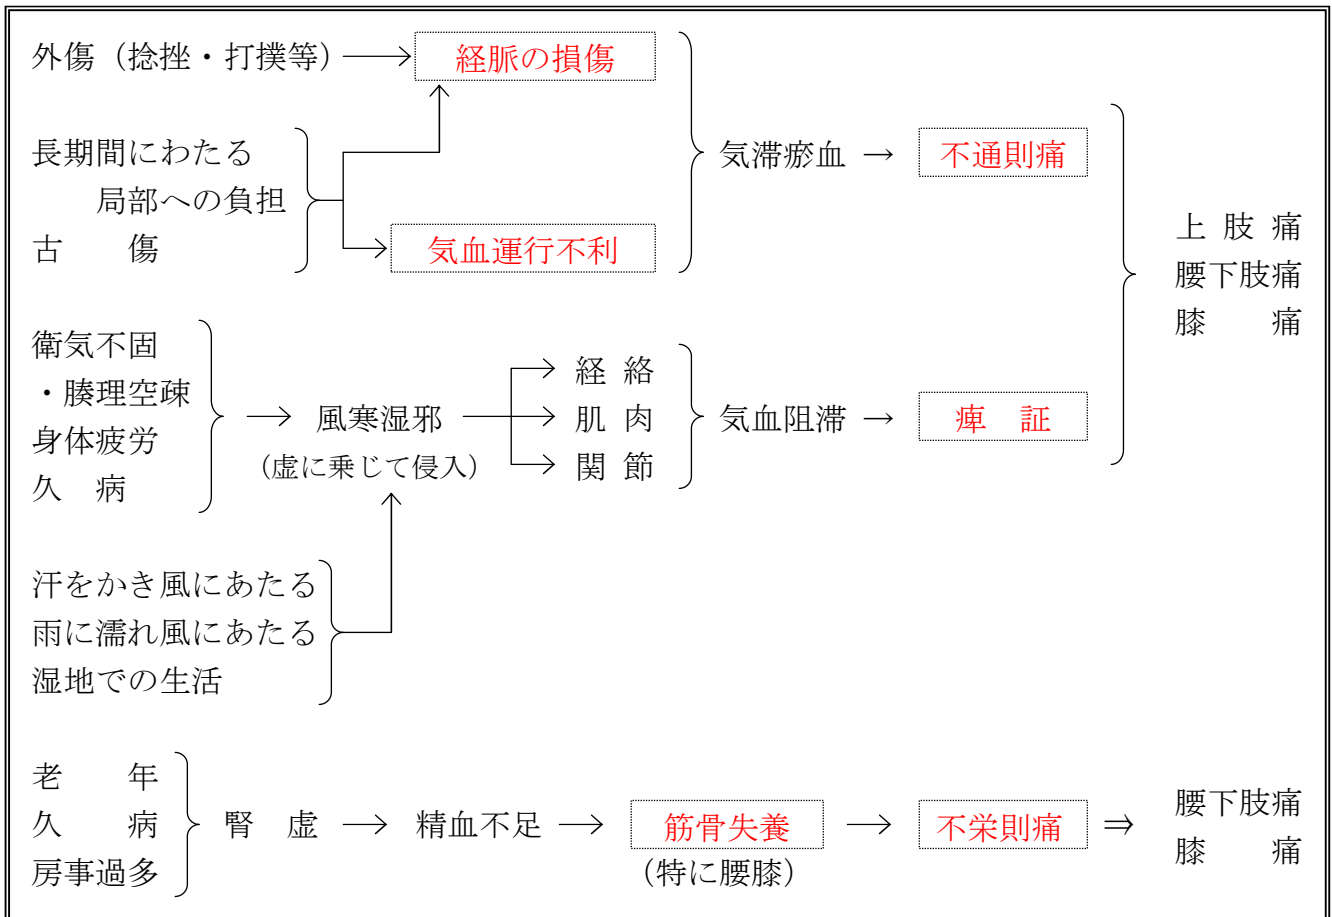 外傷（捻挫・打撲等）→ 経脈の損傷
長期間にわたる
局部への負担
古　　傷
気血運行不利
気滞瘀血 → 不通則痛
衛気不固
・腠理空疎
身体疲労
久　病
→ 風寒湿邪
（虚に乗じて侵入）
経 絡
肌 肉
関 節
気血阻滞 → 痺　証
上 肢 痛
腰下肢痛
膝　　痛
汗をかき風にあたる
雨に濡れ風にあたる
湿地での生活
老　　年
久　　病
房事過多
腎　虚 → 精血不足 → 筋骨失養 → 不栄則痛 ⇒
（特に腰膝）
腰下肢痛
膝　　痛